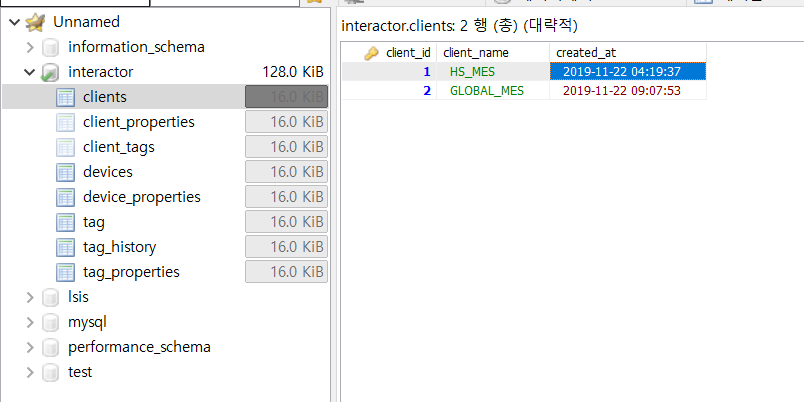 Unnamed
information_schema
interactor 128.0 KiB
clients 16.0 KiB
client_properties 16.0 KiB
client_tags 16.0 KiB
devices 16.0 KiB
device_properties 16.0 KiB
tag 16.0 KiB
tag_history 16.0 KiB
tag_properties 16.0 KiB
lsis
mysql
performance_schema
test
interactor.clients: 2 행 (총) (대략적)
client_id client_name created_at
1 HS_MES 2019-11-22 04:19:37
2 GLOBAL_MES 2019-11-22 09:07:53